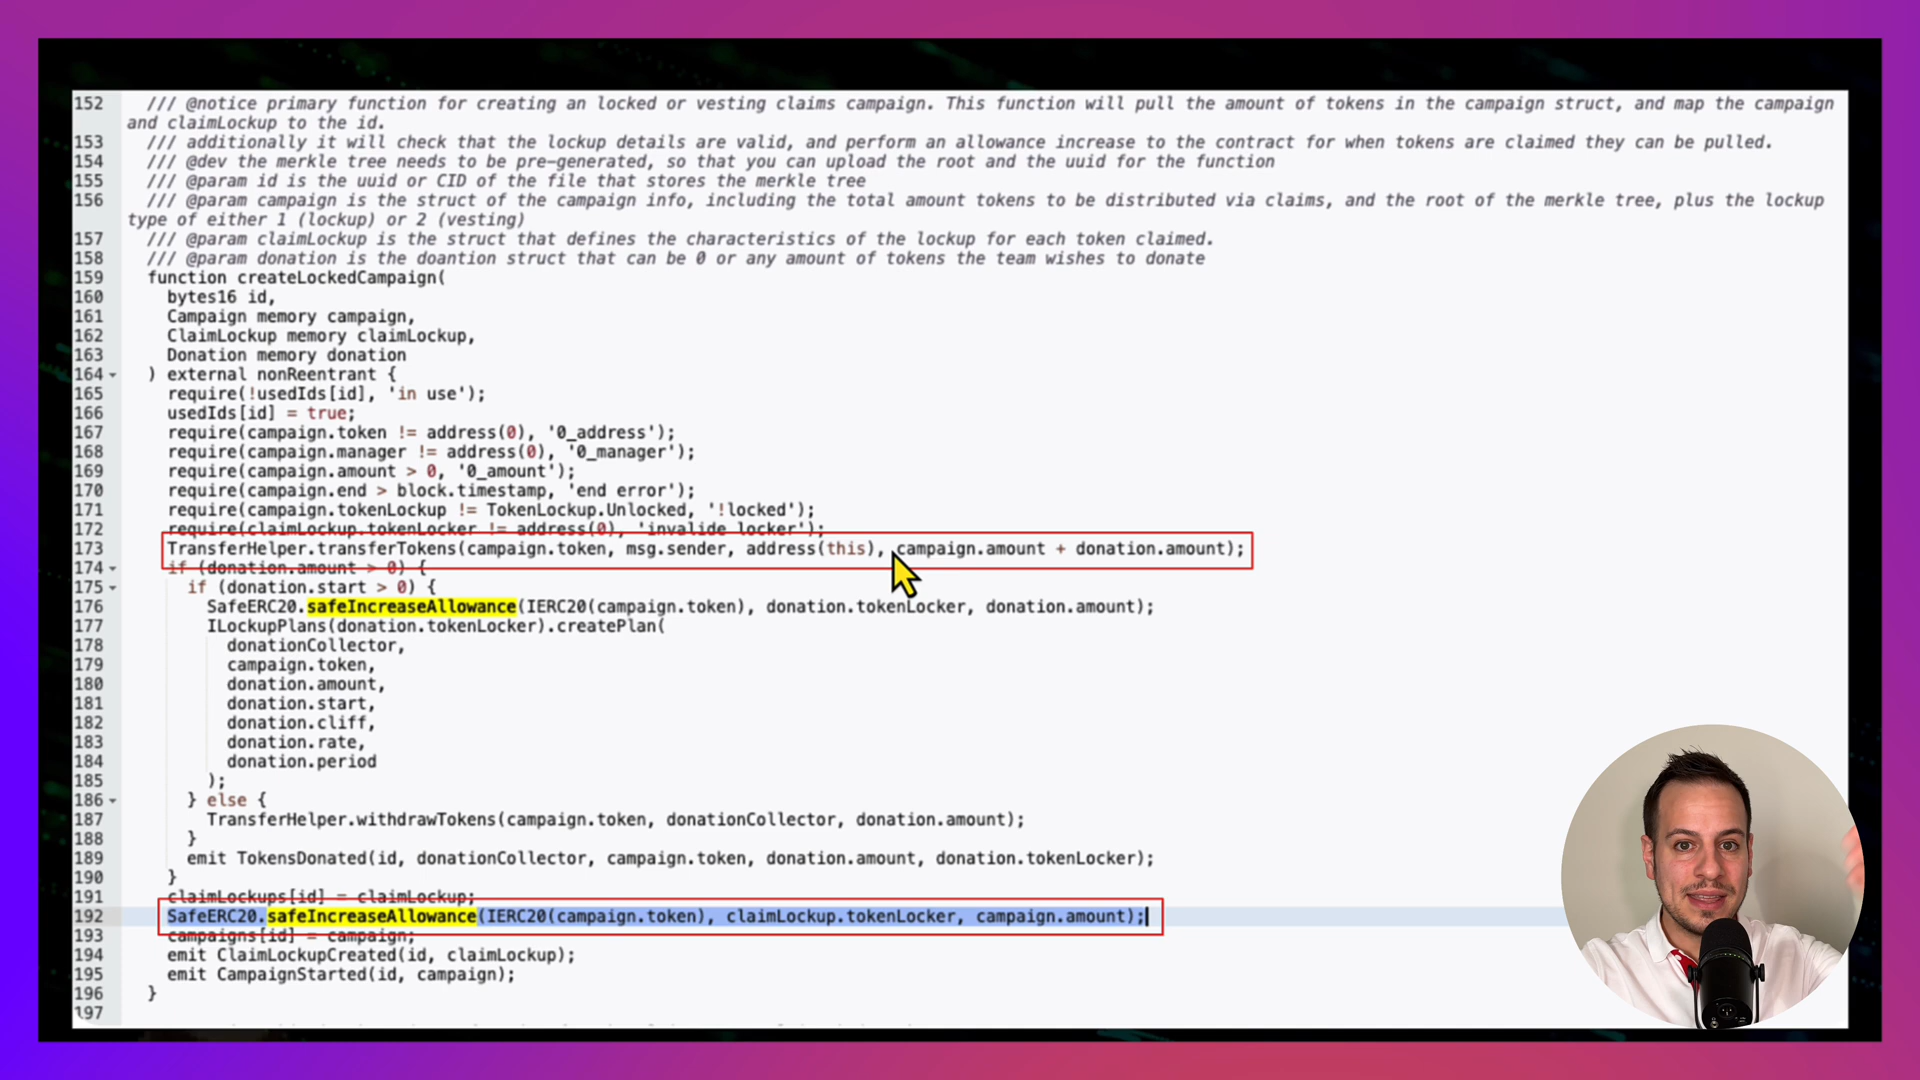 152 /// @notice primary function for creating an locked or vesting claims campaign. This function will pull the amount of tokens in the campaign struct, and map the campaign
and claimLockup to the id.
153 /// additionally it will check that the lockup details are valid, and perform an allowance increase to the contract for when tokens are claimed they can be pulled.
154 /// @dev the merkle tree needs to be pre-generated, so that you can upload the root and the uuid for the function
155 /// @param id is the uuid or CID of the file that stores the merkle tree
156 /// @param campaign is the struct of the campaign info, including the total amount tokens to be distributed via claims, and the root of the merkle tree, plus the lockup
type of either 1 (lockup) or 2 (vesting)
157 /// @param claimLockup is the struct that defines the characteristics of the lockup for each token claimed.
158 /// @param donation is the doantion struct that can be 0 or any amount of tokens the team wishes to donate
159 function createLockedCampaign(
160 bytes16 id,
161 Campaign memory campaign,
162 ClaimLockup memory claimLockup,
163 Donation memory donation
164 ) external nonReentrant {
165 require(!usedIds[id], 'in use');
166 usedIds[id] = true;
167 require(campaign.token != address(0), '0_address');
168 require(campaign.manager != address(0), '0_manager');
169 require(campaign.amount > 0, '0_amount');
170 require(campaign.end > block.timestamp, 'end error');
171 require(campaign.tokenLockup != TokenLockup.Unlocked, '!locked');
172 require(claimLockup.tokenLocker != address(0), 'invalide locker');
173 TransferHelper.transferTokens(campaign.token, msg.sender, address(this), campaign.amount + donation.amount);
174 if (donation.amount > 0) {
175 if (donation.start > 0) {
176 SafeERC20.safeIncreaseAllowance(IERC20(campaign.token), donation.tokenLocker, donation.amount);
177 ILockupPlans(donation.tokenLocker).createPlan(
178 donationCollector,
179 campaign.token,
180 donation.amount,
181 donation.start,
182 donation.cliff,
183 donation.rate,
184 donation.period
185 );
186 } else {
187 TransferHelper.withdrawTokens(campaign.token, donationCollector, donation.amount);
188 }
189 emit TokensDonated(id, donationCollector, campaign.token, donation.amount, donation.tokenLocker);
190 }
191 claimLockups[id] = claimLockup;
192 SafeERC20.safeIncreaseAllowance(IERC20(campaign.token), claimLockup.tokenLocker, campaign.amount);
193 campaigns[id] = campaign;
194 emit ClaimLockupCreated(id, claimLockup);
195 emit CampaignStarted(id, campaign);
196 }
197